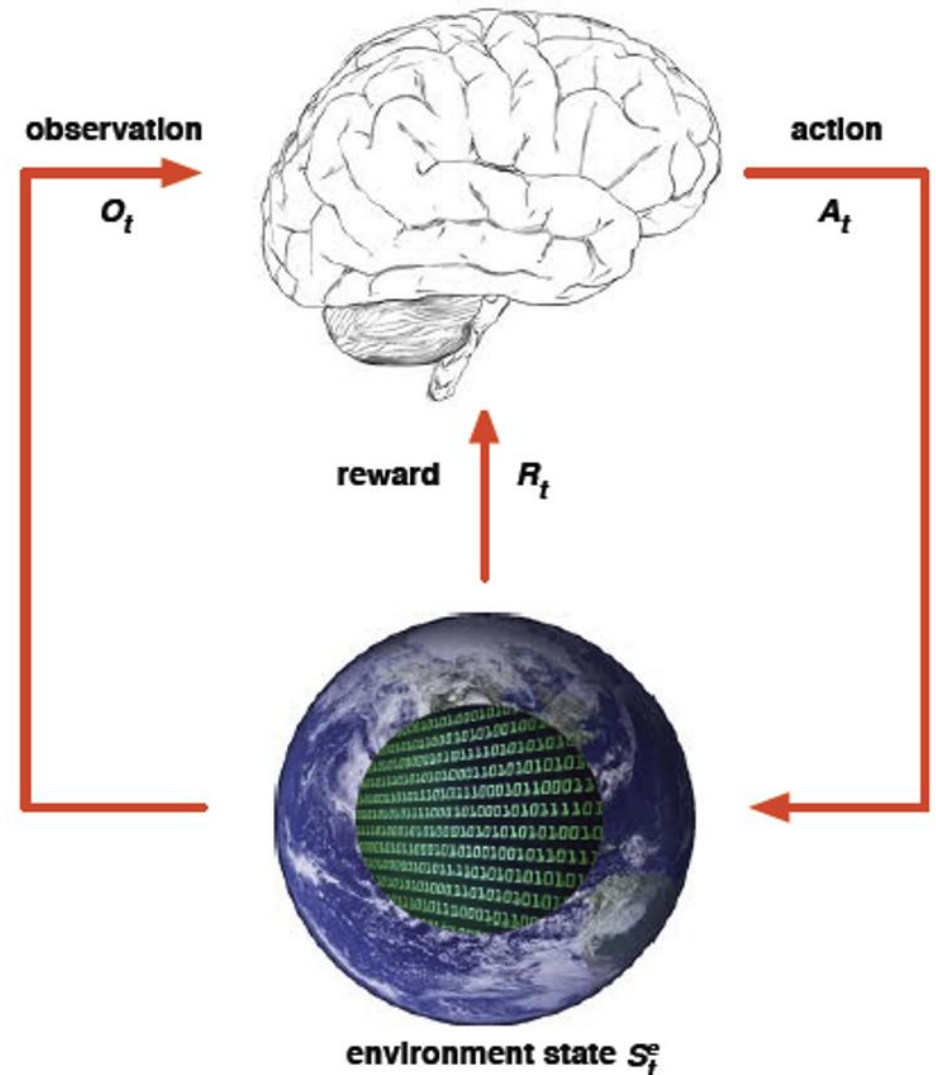 observation
O_t
action
A_t
reward R_t
environment state S_t^e